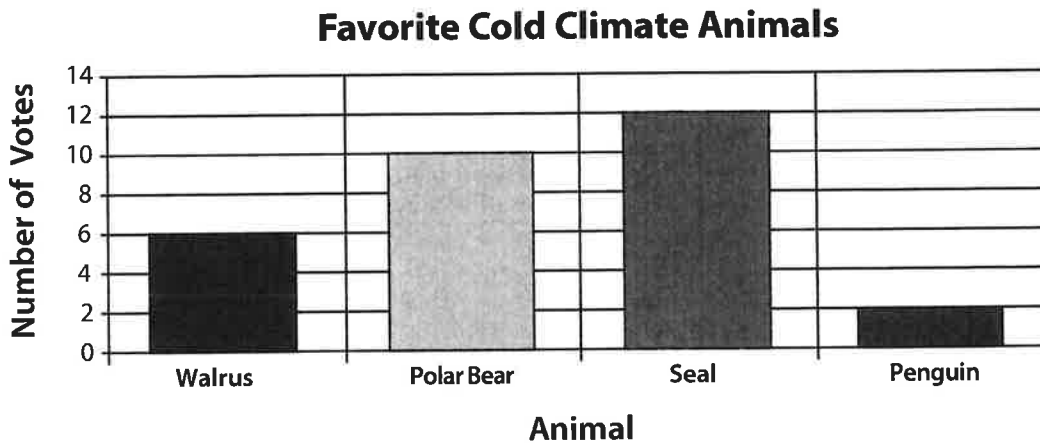 Favorite Cold Climate Animals
Number of Votes
14
12
10
8
6
4
2
0
Walrus
Polar Bear
Seal
Penguin
Animal